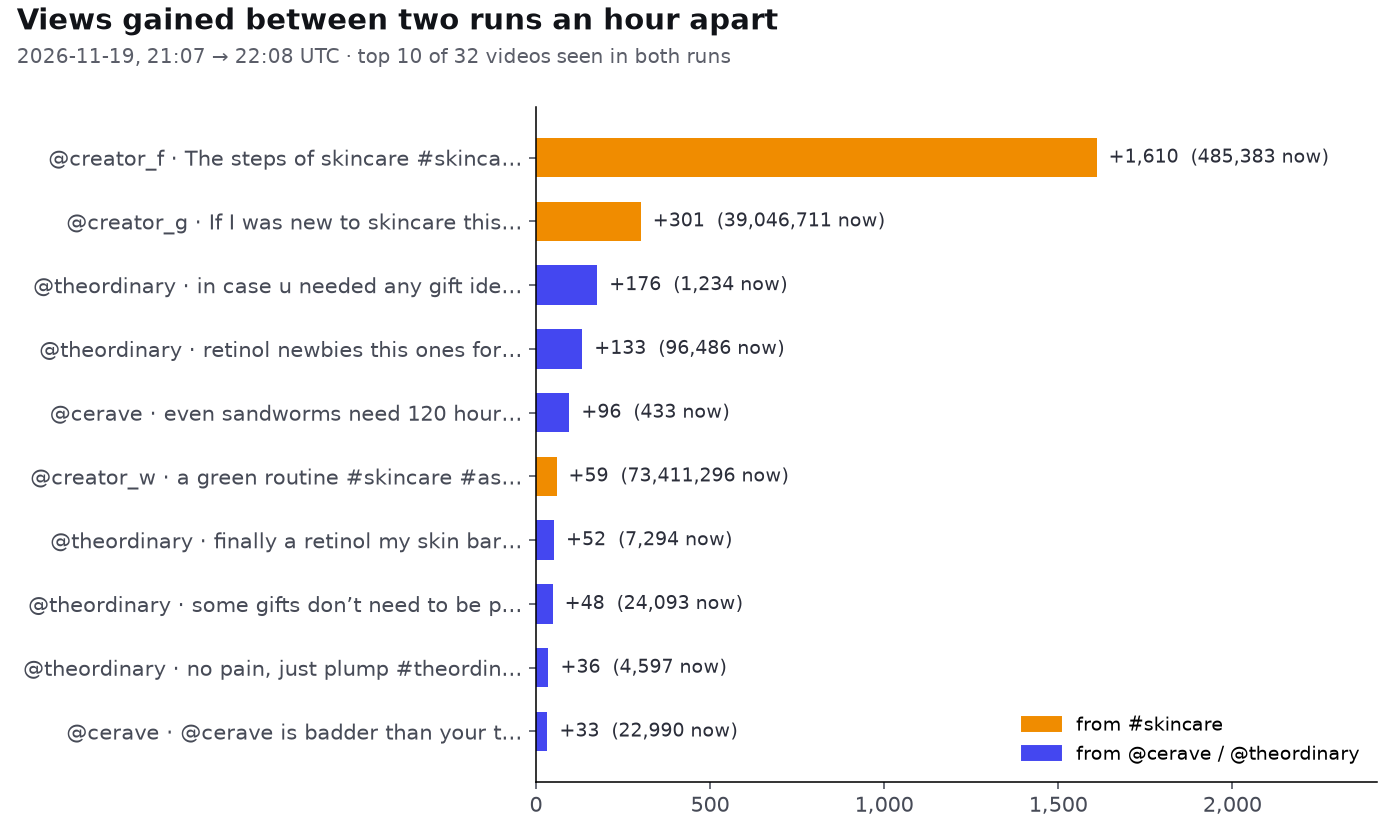 Views gained between two runs an hour apart
2026-11-19, 21:07 → 22:08 UTC · top 10 of 32 videos seen in both runs
@creator_f · The steps of skincare #skinca… +1,610 (485,383 now)
@creator_g · If I was new to skincare this… +301 (39,046,711 now)
@theordinary · in case u needed any gift ide… +176 (1,234 now)
@theordinary · retinol newbies this ones for… +133 (96,486 now)
@cerave · even sandworms need 120 hour… +96 (433 now)
@creator_w · a green routine #skincare #as… +59 (73,411,296 now)
@theordinary · finally a retinol my skin bar… +52 (7,294 now)
@theordinary · some gifts don’t need to be p… +48 (24,093 now)
@theordinary · no pain, just plump #theordin… +36 (4,597 now)
@cerave · @cerave is badder than your t… +33 (22,990 now)
from #skincare
from @cerave / @theordinary
0 500 1,000 1,500 2,000